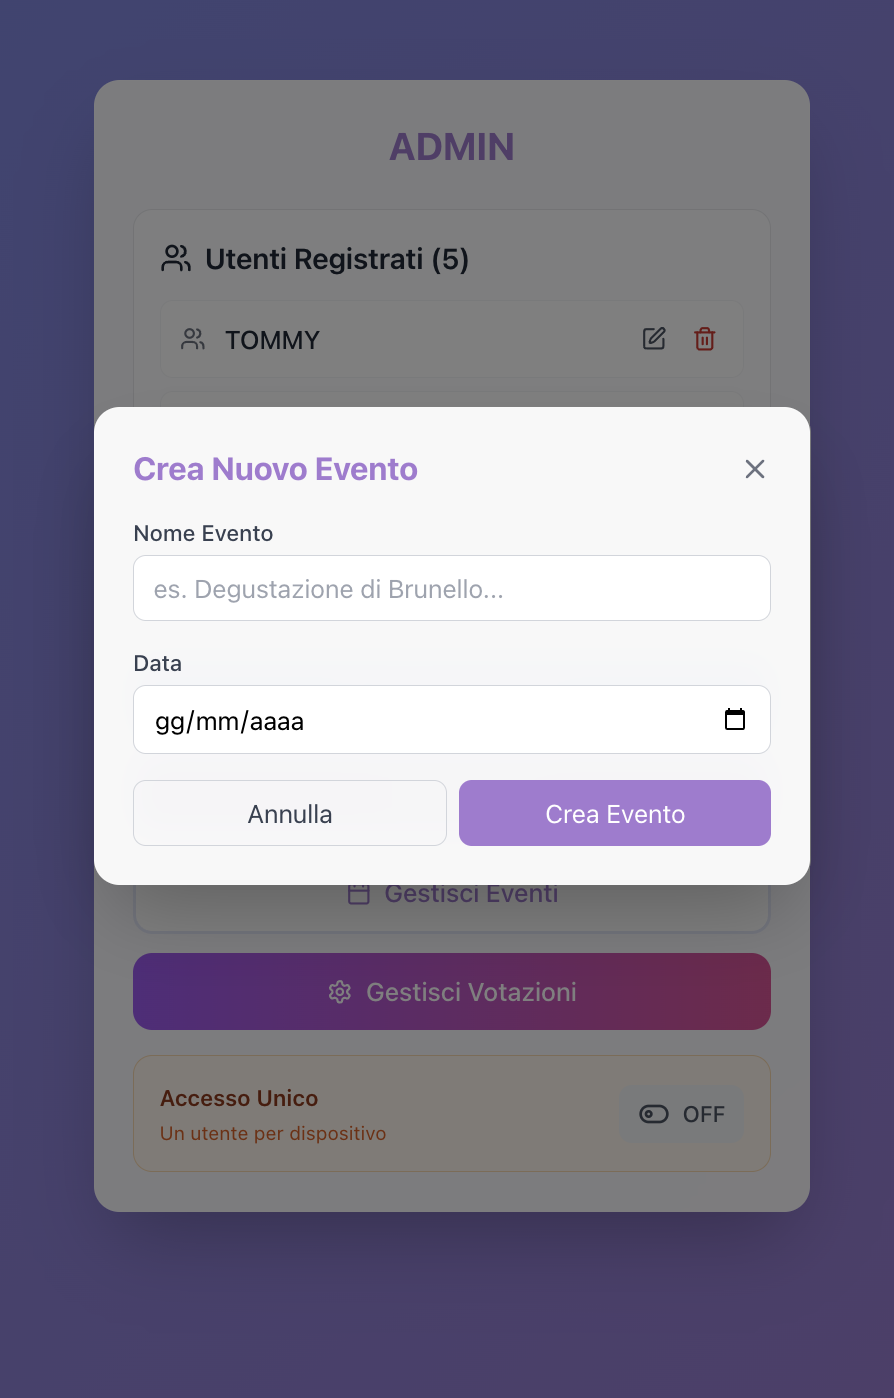 ADMIN
Utenti Registrati (5)
TOMMY
Crea Nuovo Evento
Nome Evento
es. Degustazione di Brunello...
Data
gg/mm/aaaa
Annulla
Crea Evento
Gestisci Eventi
Gestisci Votazioni
Accesso Unico
Un utente per dispositivo
OFF